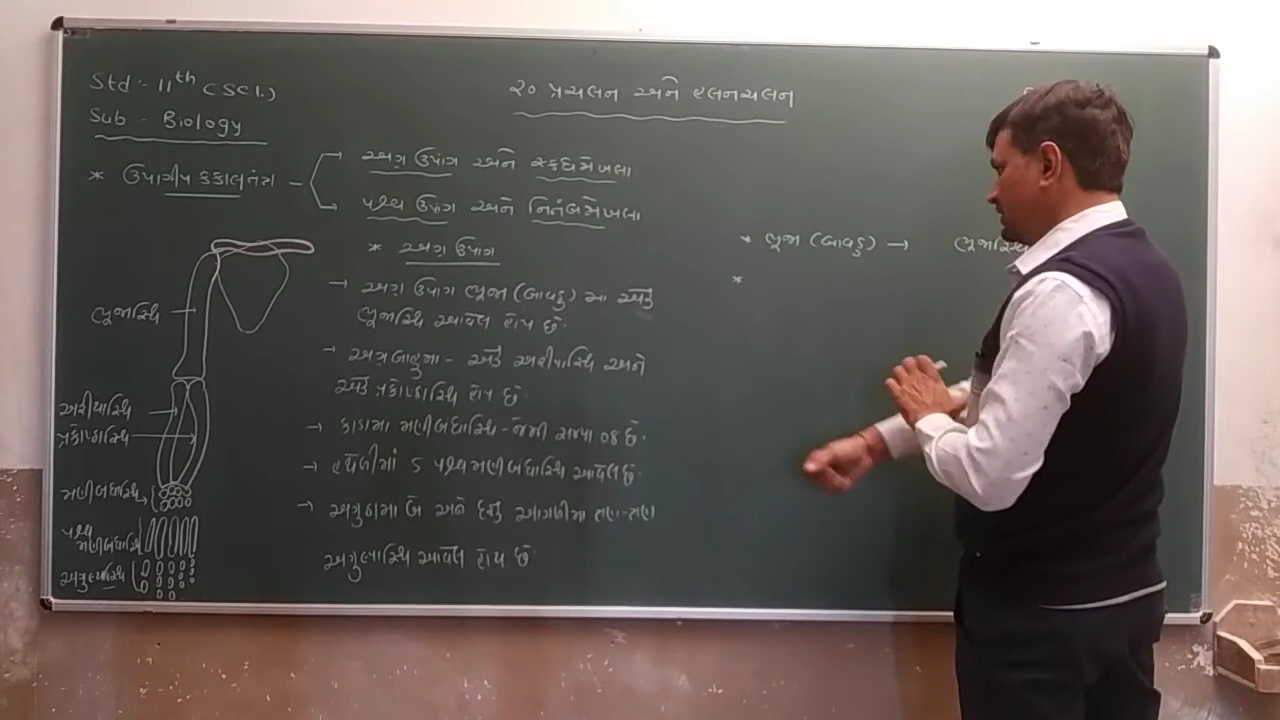 Std :- 11th (SCI.)
Sub :- Biology
૨૦ પ્રચલન અને હલનચલન
* ઉપાંગીય કંકાલતંત્ર
→ અગ્ર ઉપાંગ અને સ્કંધમેખલા
→ પશ્ચ ઉપાંગ અને નિતંબમેખલા
* અગ્ર ઉપાંગ
→ અગ્ર ઉપાંગ ભૂજા (બાવડુ) માં એક
ભૂજાસ્થિ આવેલ હોય છે.
→ અગ્રબાહુમા - એક અરીયાસ્થિ અને
એક પ્રકોષ્ઠાસ્થિ હોય છે.
→ કાંડામા મણીબંધાસ્થિ - જેની સંખ્યા 08 છે.
→ હથેળીમાં 5 પશ્ચમણીબંધાસ્થિ આવેલ છે.
→ અંગુઠામા બે અને દરેક આંગળીમા ત્રણ-ત્રણ
અંગુલાસ્થિ આવેલ હોય છે.
ભૂજાસ્થિ
અરીયાસ્થિ
પ્રકોષ્ઠાસ્થિ
મણીબંધાસ્થિ
પશ્ચ
મણીબંધાસ્થિ
અંગુલ્યાસ્થિ
* ભૂજા (બાવડુ) →
*